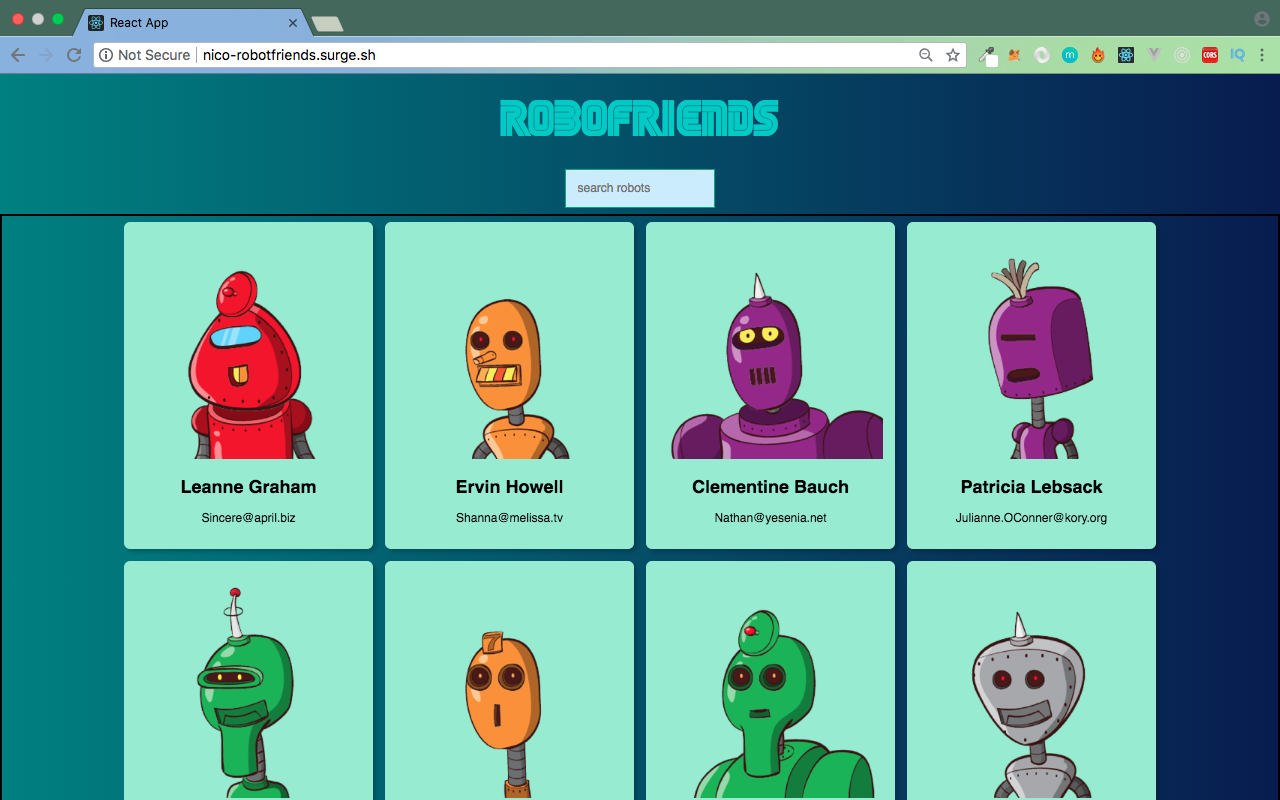 React App
Not Secure nico-robotfriends.surge.sh
m
CORS
IQ
ROBOFRIENDS
search robots
Leanne Graham
Ervin Howell
Clementine Bauch
Patricia Lebsack
Sincere@april.biz
Shanna@melissa.tv
Nathan@yesenia.net
Julianne.OConner@kory.org